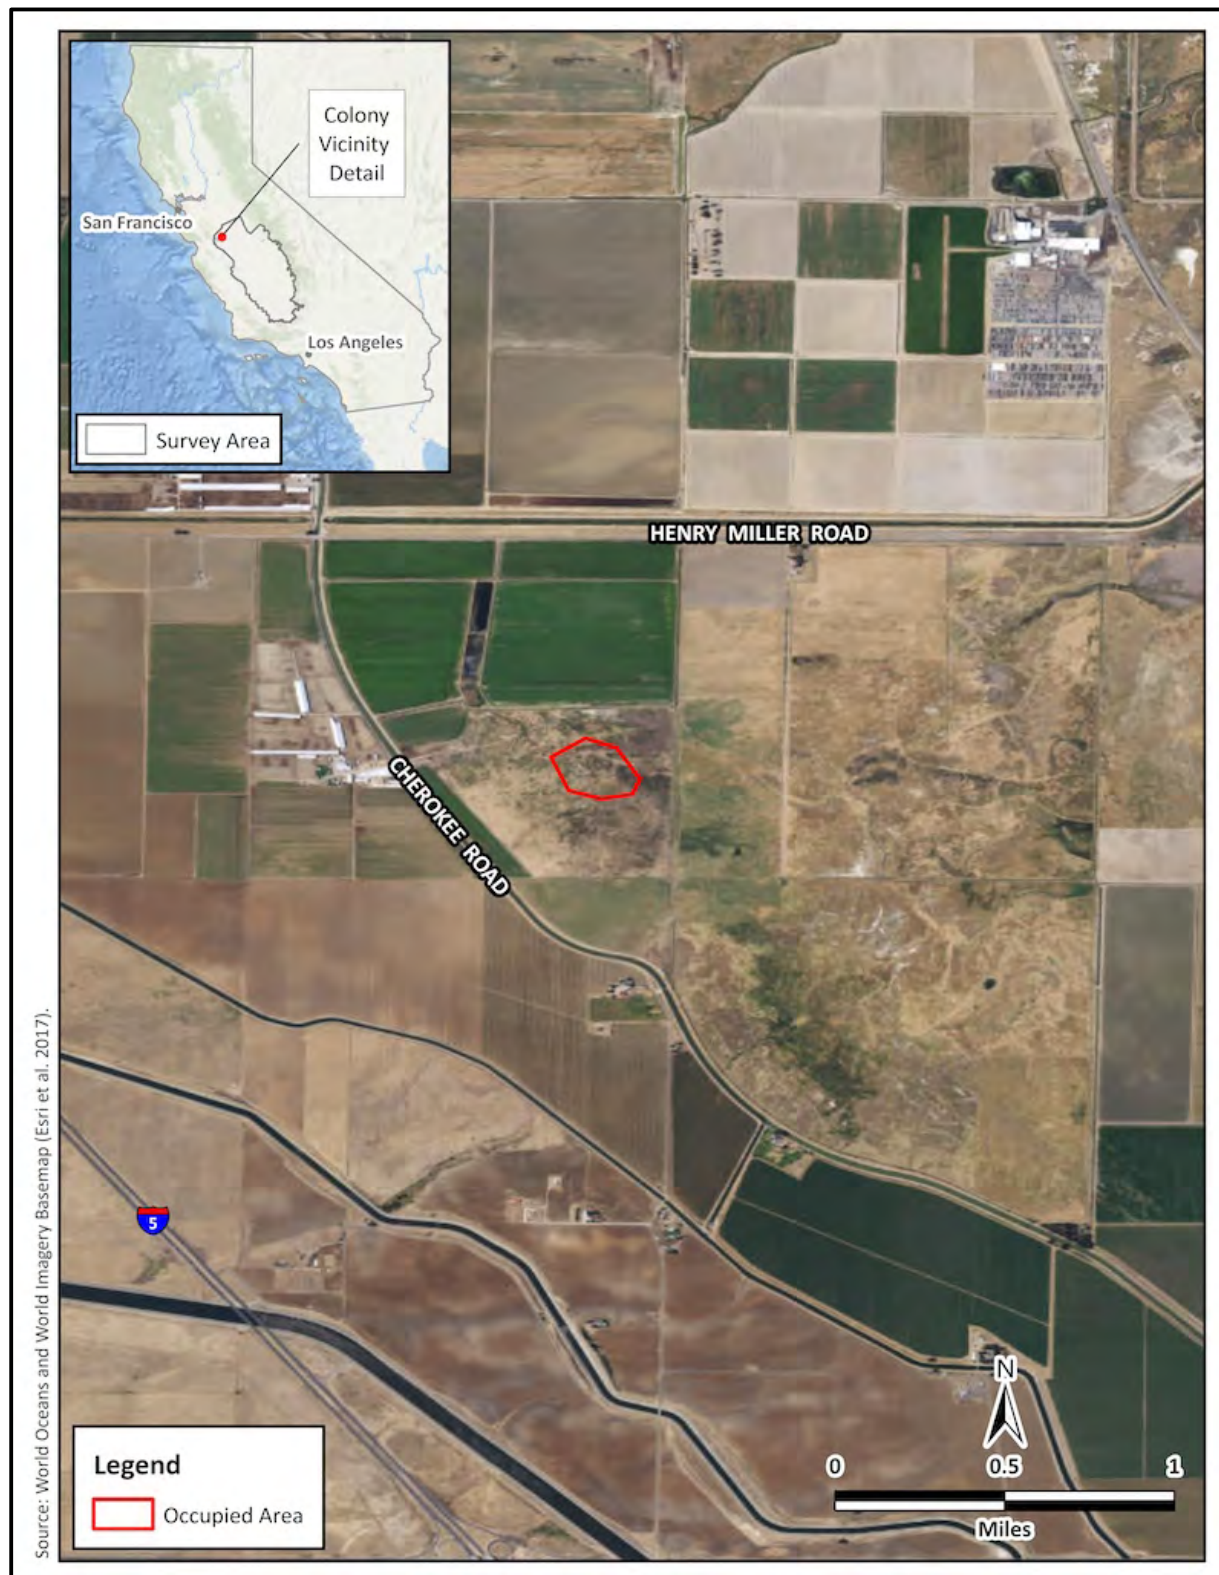 Colony
Vicinity
Detail
San Francisco
Los Angeles
Survey Area
HENRY MILLER ROAD
CHEROKEE ROAD
5
Source: World Oceans and World Imagery Basemap (Esri et al. 2017).
Legend
Occupied Area
N
0 0.5 1
Miles